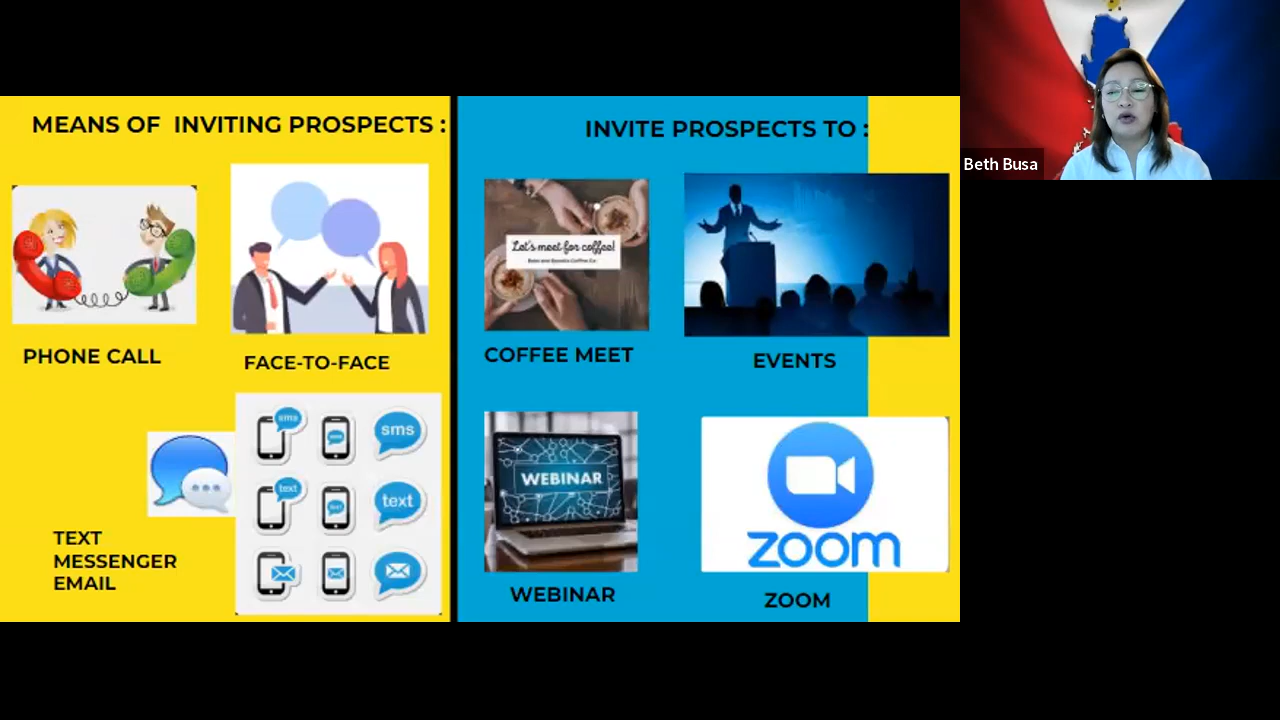 MEANS OF INVITING PROSPECTS :
PHONE CALL
FACE-TO-FACE
sms
sms
text
text
TEXT
MESSENGER
EMAIL
INVITE PROSPECTS TO :
Let's meet for coffee!
COFFEE MEET
EVENTS
WEBINAR
WEBINAR
zoom
ZOOM
Beth Busa